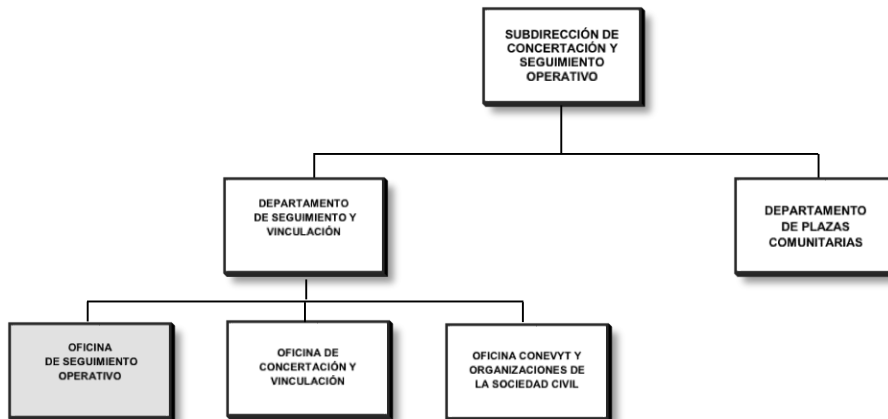 SUBDIRECCIÓN DE
CONCERTACIÓN Y
SEGUIMIENTO
OPERATIVO
DEPARTAMENTO
DE SEGUIMIENTO Y
VINCULACIÓN
DEPARTAMENTO
DE PLAZAS
COMUNITARIAS
OFICINA
DE SEGUIMIENTO
OPERATIVO
OFICINA DE
CONCERTACIÓN Y
VINCULACIÓN
OFICINA CONEVYT Y
ORGANIZACIONES DE
LA SOCIEDAD CIVIL